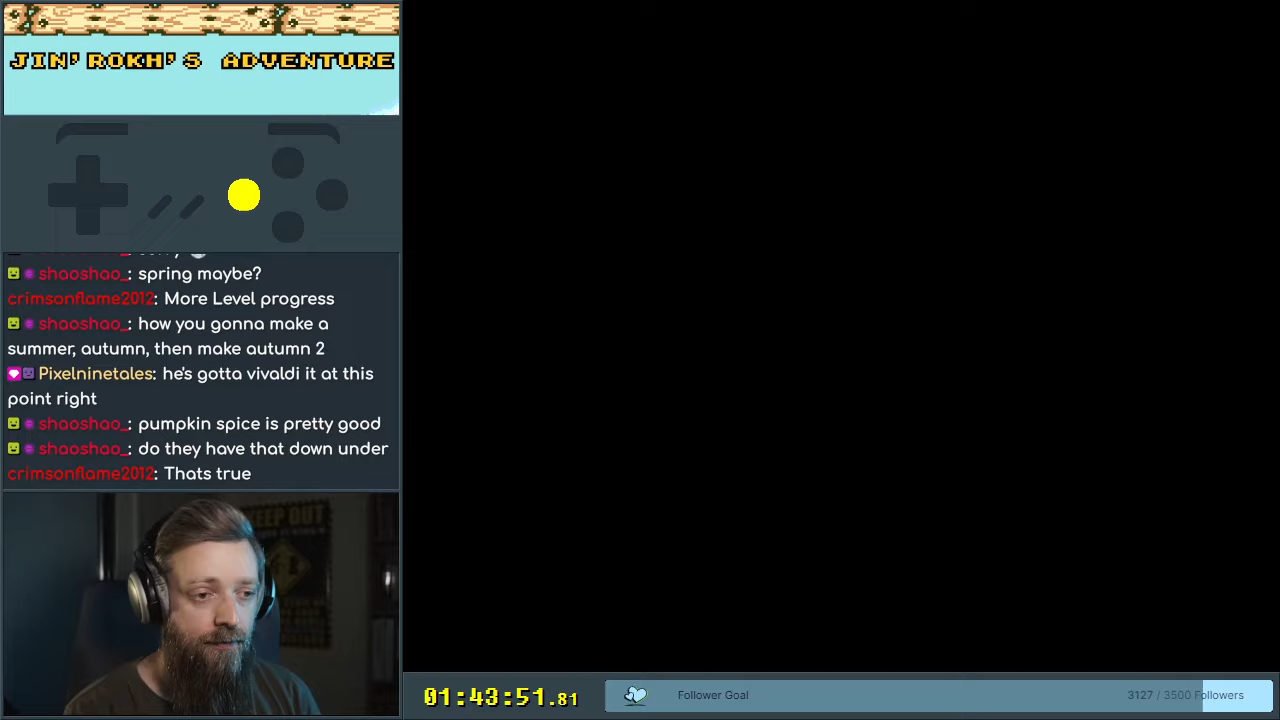 JIN'ROKH'S ADVENTURE
shaoshao_: spring maybe?
crimsonflame2012: More Level progress
shaoshao_: how you gonna make a
summer, autumn, then make autumn 2
Pixelninetales: he's gotta vivaldi it at this
point right
shaoshao_: pumpkin spice is pretty good
shaoshao_: do they have that down under
crimsonflame2012: Thats true
KEEP OUT
01:43:51.81
Follower Goal
3127 / 3500 Followers